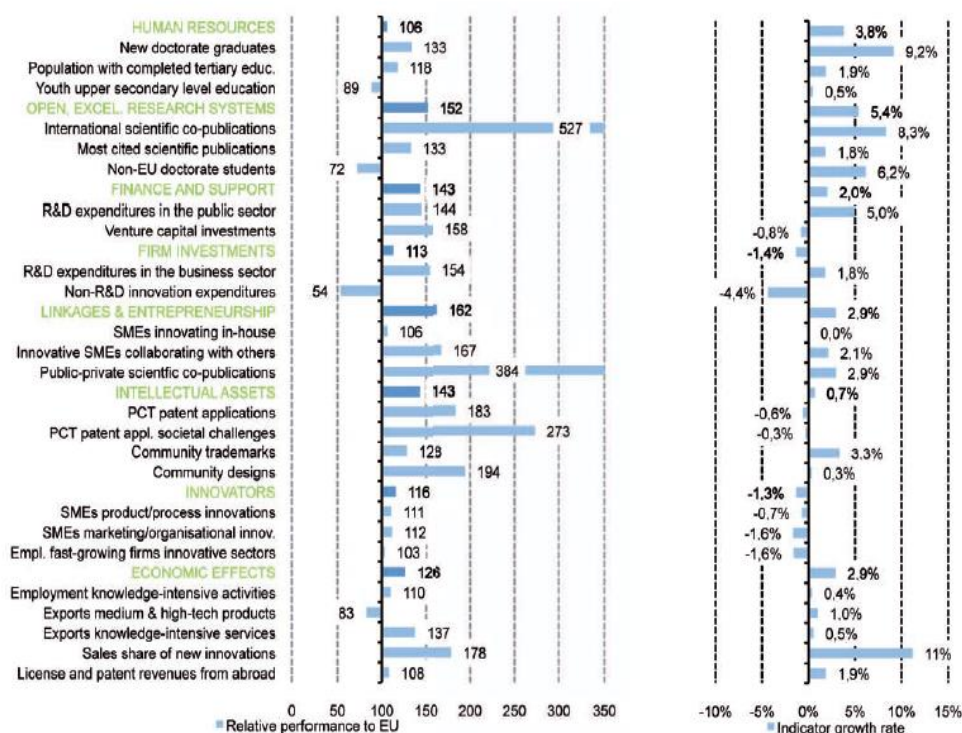 HUMAN RESOURCES 106 3,8%
New doctorate graduates 133 9,2%
Population with completed tertiary educ. 118 1.9%
Youth upper secondary level education 89 0,5%
OPEN, EXCEL. RESEARCH SYSTEMS 152 5,4%
International scientific co-publications 527 8,3%
Most cited scientific publications 133 1,8%
Non-EU doctorate students 72 6,2%
FINANCE AND SUPPORT 143 2,0%
R&D expenditures in the public sector 144 5,0%
Venture capital investments 158 -0,8%
FIRM INVESTMENTS 113 -1,4%
R&D expenditures in the business sector 154 1,8%
Non-R&D innovation expenditures 54 -4,4%
LINKAGES & ENTREPRENEURSHIP 162 2.9%
SMEs innovating in-house 106 0,0%
Innovative SMEs collaborating with others 167 2,1%
Public-private scientfic co-publications 384 2,9%
INTELLECTUAL ASSETS 143 0,7%
PCT patent applications 183 -0,6%
PCT patent appl. societal challenges 273 -0,3%
Community trademarks 128 3,3%
Community designs 194 0,3%
INNOVATORS 116 -1,3%
SMEs product/process innovations 111 -0,7%
SMEs marketing/organisational innov. 112 -1,6%
Empl. fast-growing firms innovative sectors 103 -1,6%
ECONOMIC EFFECTS 126 2,9%
Employment knowledge-intensive activities 110 0,4%
Exports medium & high-tech products 83 1,0%
Exports knowledge-intensive services 137 0,5%
Sales share of new innovations 178 11%
License and patent revenues from abroad 108 1,9%
0 50 100 150 200 250 300 350 -10% -5% 0% 5% 10% 15%
Relative performance to EU Indicator growth rate